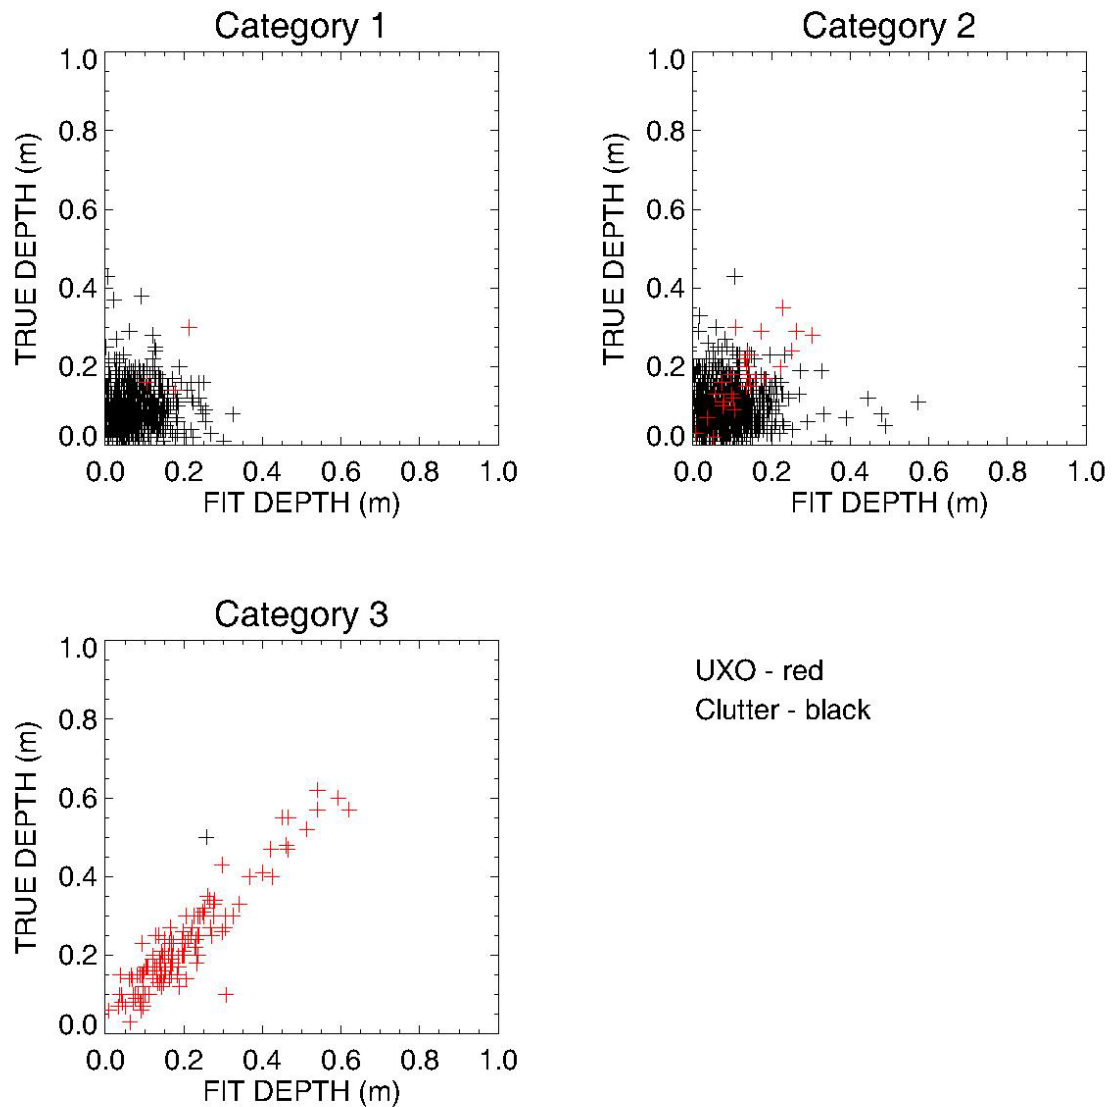 Category 1
TRUE DEPTH (m)
1.0
0.8
0.6
0.4
0.2
0.0
0.0 0.2 0.4 0.6 0.8 1.0
FIT DEPTH (m)
Category 2
TRUE DEPTH (m)
1.0
0.8
0.6
0.4
0.2
0.0
0.0 0.2 0.4 0.6 0.8 1.0
FIT DEPTH (m)
Category 3
TRUE DEPTH (m)
1.0
0.8
0.6
0.4
0.2
0.0
0.0 0.2 0.4 0.6 0.8 1.0
FIT DEPTH (m)
UXO - red
Clutter - black